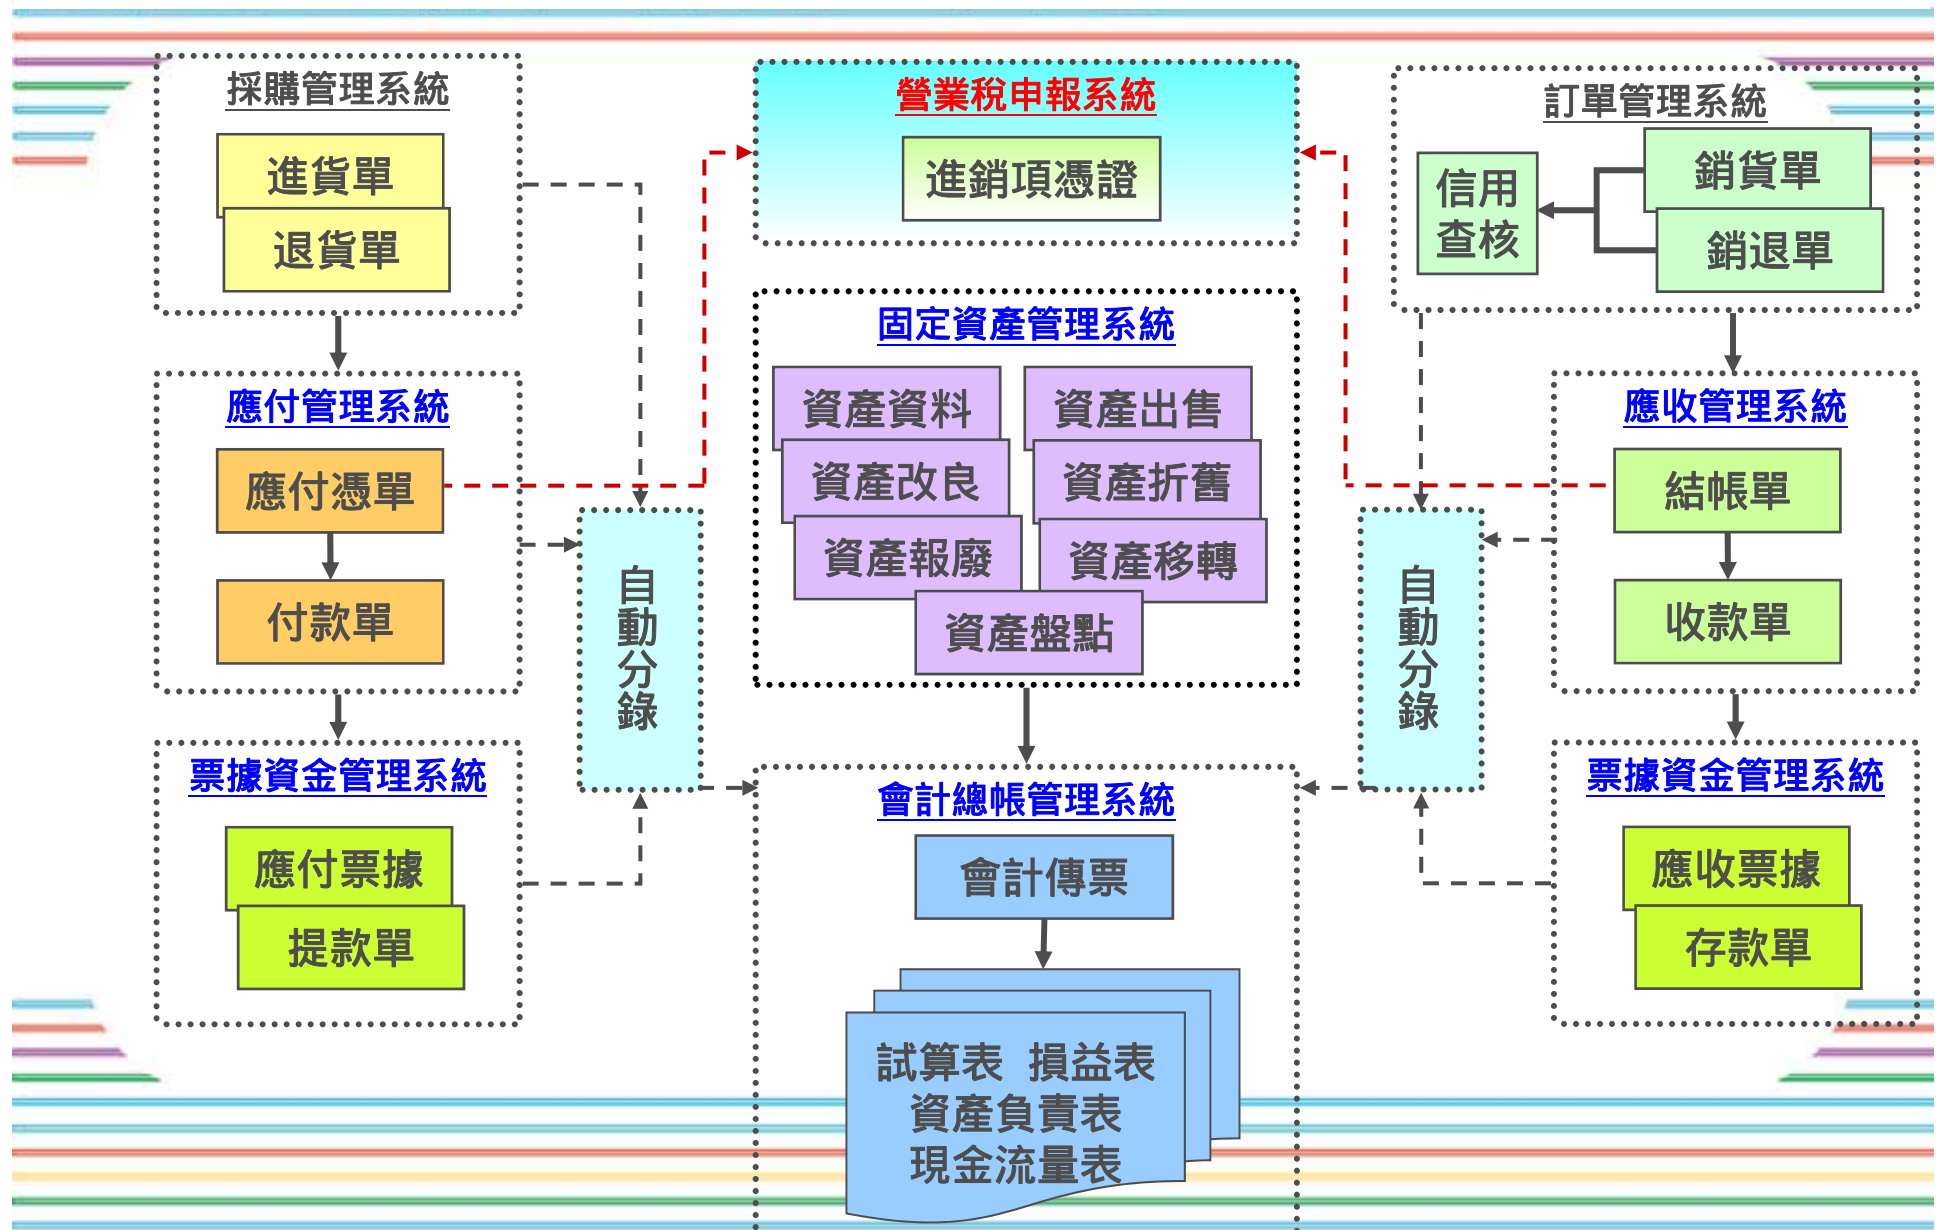 採購管理系統
進貨單
退貨單
應付管理系統
應付憑單
付款單
票據資金管理系統
應付票據
提款單
自動分錄
營業稅申報系統
進銷項憑證
固定資產管理系統
資產資料
資產出售
資產改良
資產折舊
資產報廢
資產移轉
資產盤點
會計總帳管理系統
會計傳票
試算表 損益表
資產負責表
現金流量表
自動分錄
訂單管理系統
信用
查核
銷貨單
銷退單
應收管理系統
結帳單
收款單
票據資金管理系統
應收票據
存款單